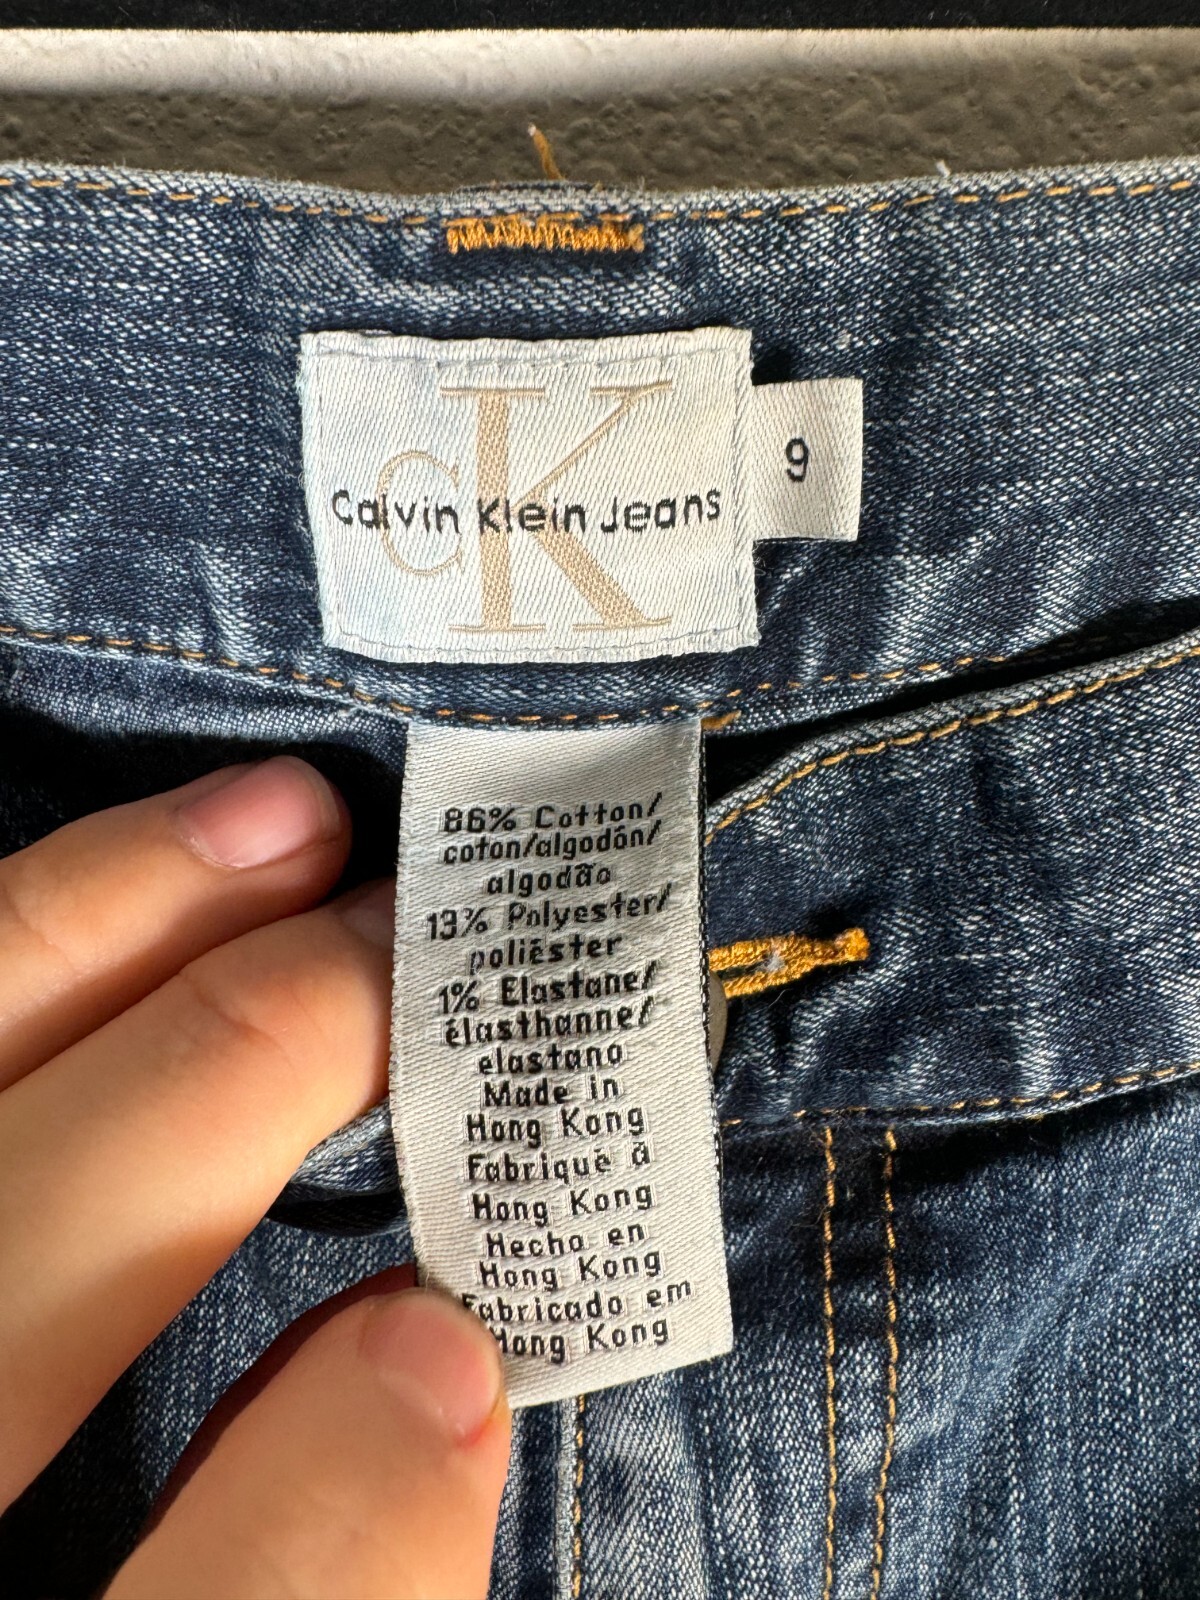 cK
Calvin Klein Jeans
9
86% Cotton/
coton/algodón/
algodão
13% Polyester/
poliéster
1% Elastane/
élasthanne/
elastano
Made in
Hong Kong
Fabriqué à
Hong Kong
Hecho en
Hong Kong
Fabricado em
Hong Kong